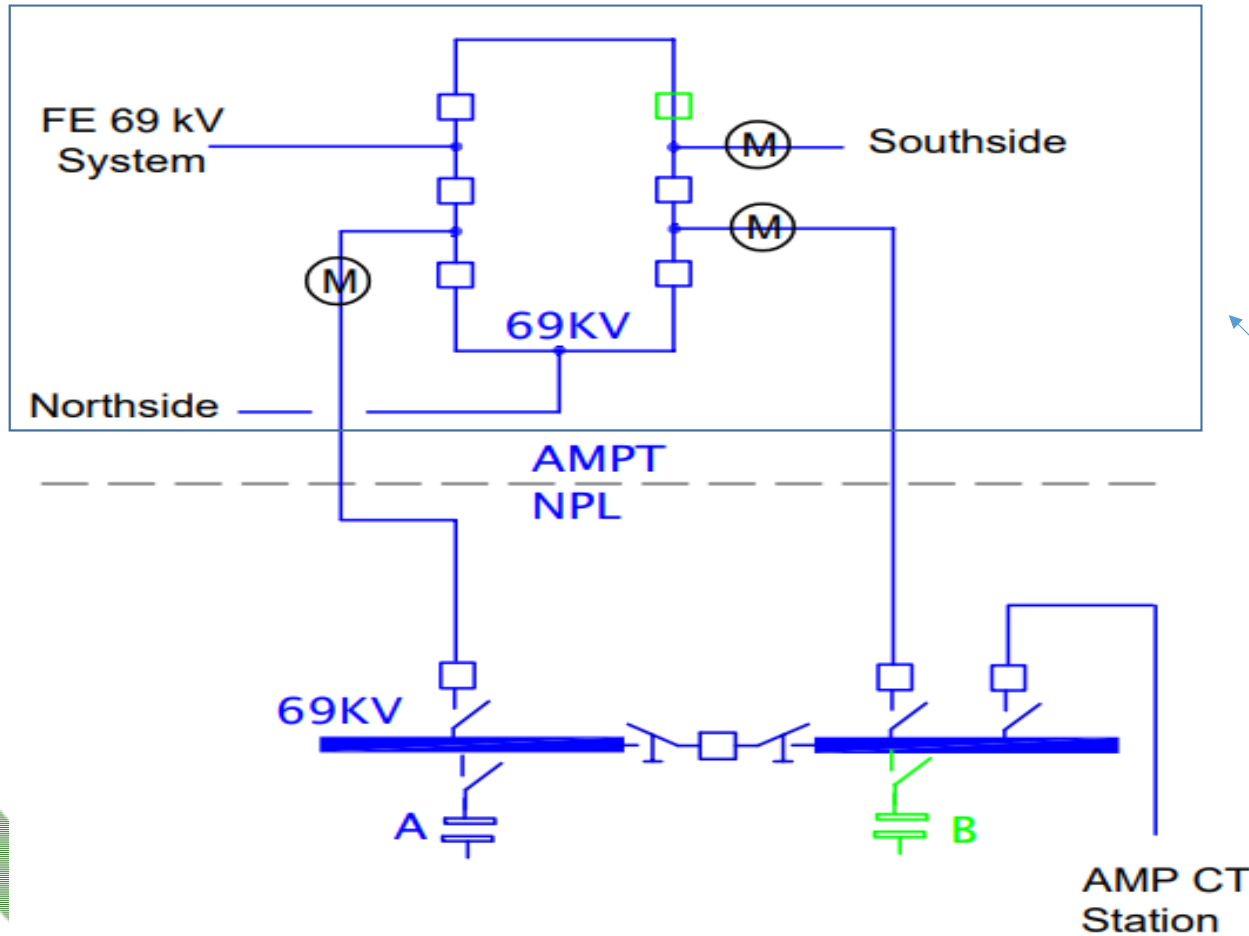 FE 69 kV
System
M
Southside
M
M
69KV
Northside
AMPT
NPL
69KV
A
B
AMP CT
Station